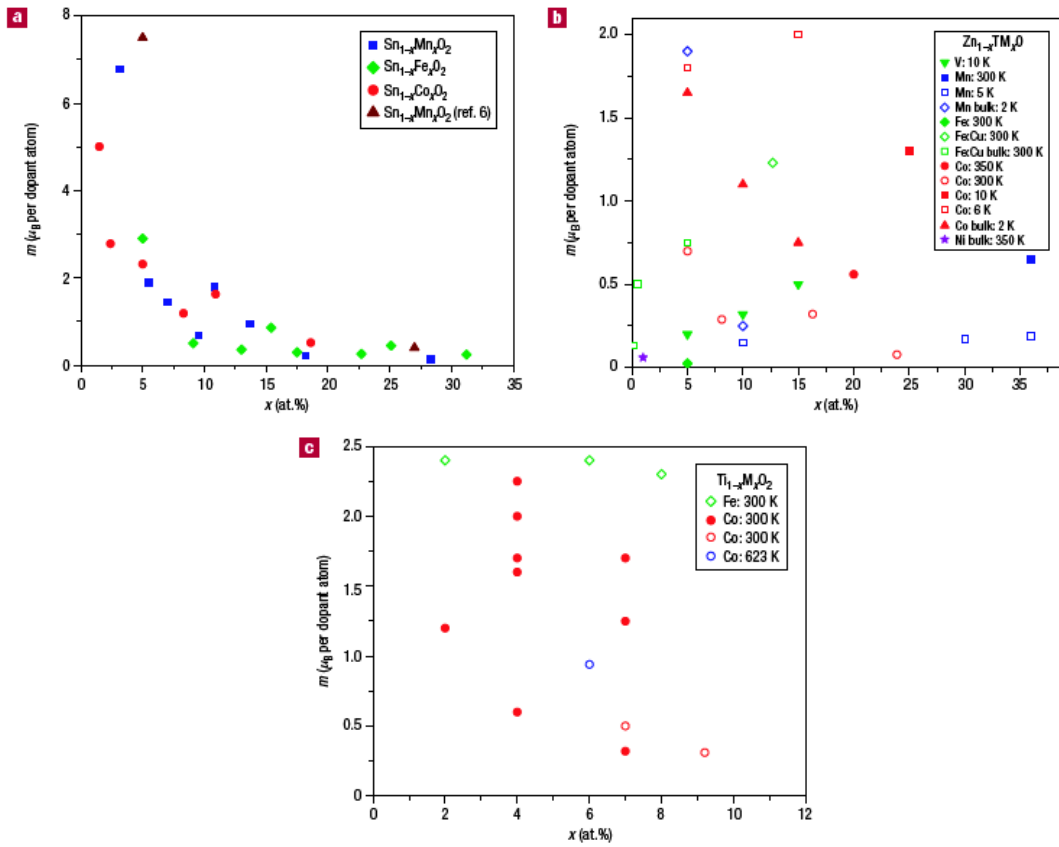 a
8
6
4
2
0
m (μB per dopant atom)
0 5 10 15 20 25 30 35
x (at.%)
Sn1–xMnxO2
Sn1–xFexO2
Sn1–xCoxO2
Sn1–xMnxO2 (ref. 6)
b
2.0
1.5
1.0
0.5
0
m (μB per dopant atom)
0 5 10 15 20 25 30 35
x (at.%)
Zn1–xTMxO
V: 10 K
Mn: 300 K
Mn: 5 K
Mn bulk: 2 K
Fe: 300 K
Fe:Cu: 300 K
Fe:Cu bulk: 300 K
Co: 350 K
Co: 300 K
Co: 10 K
Co: 6 K
Co bulk: 2 K
Ni bulk: 350 K
c
2.5
2.0
1.5
1.0
0.5
0
m (μB per dopant atom)
0 2 4 6 8 10 12
x (at.%)
Ti1–xMxO2
Fe: 300 K
Co: 300 K
Co: 300 K
Co: 623 K